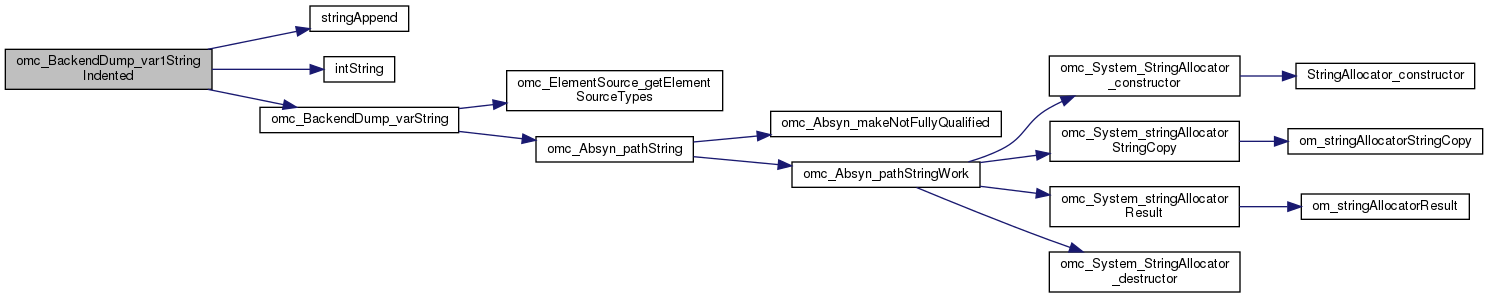 omc_BackendDump_var1String
Indented
stringAppend
intString
omc_BackendDump_varString
omc_ElementSource_getElement
SourceTypes
omc_Absyn_pathString
omc_Absyn_makeNotFullyQualified
omc_Absyn_pathStringWork
omc_System_StringAllocator
_constructor
StringAllocator_constructor
omc_System_stringAllocator
StringCopy
om_stringAllocatorStringCopy
omc_System_stringAllocator
Result
om_stringAllocatorResult
omc_System_StringAllocator
_destructor